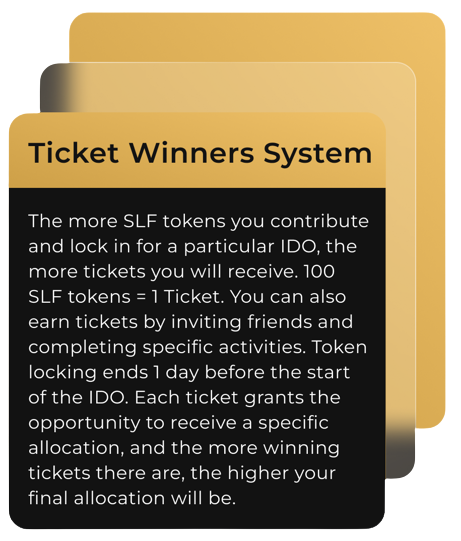 Ticket Winners System
The more SLF tokens you contribute
and lock in for a particular IDO, the
more tickets you will receive. 100
SLF tokens = 1 Ticket. You can also
earn tickets by inviting friends and
completing specific activities. Token
locking ends 1 day before the start
of the IDO. Each ticket grants the
opportunity to receive a specific
allocation, and the more winning
tickets there are, the higher your
final allocation will be.